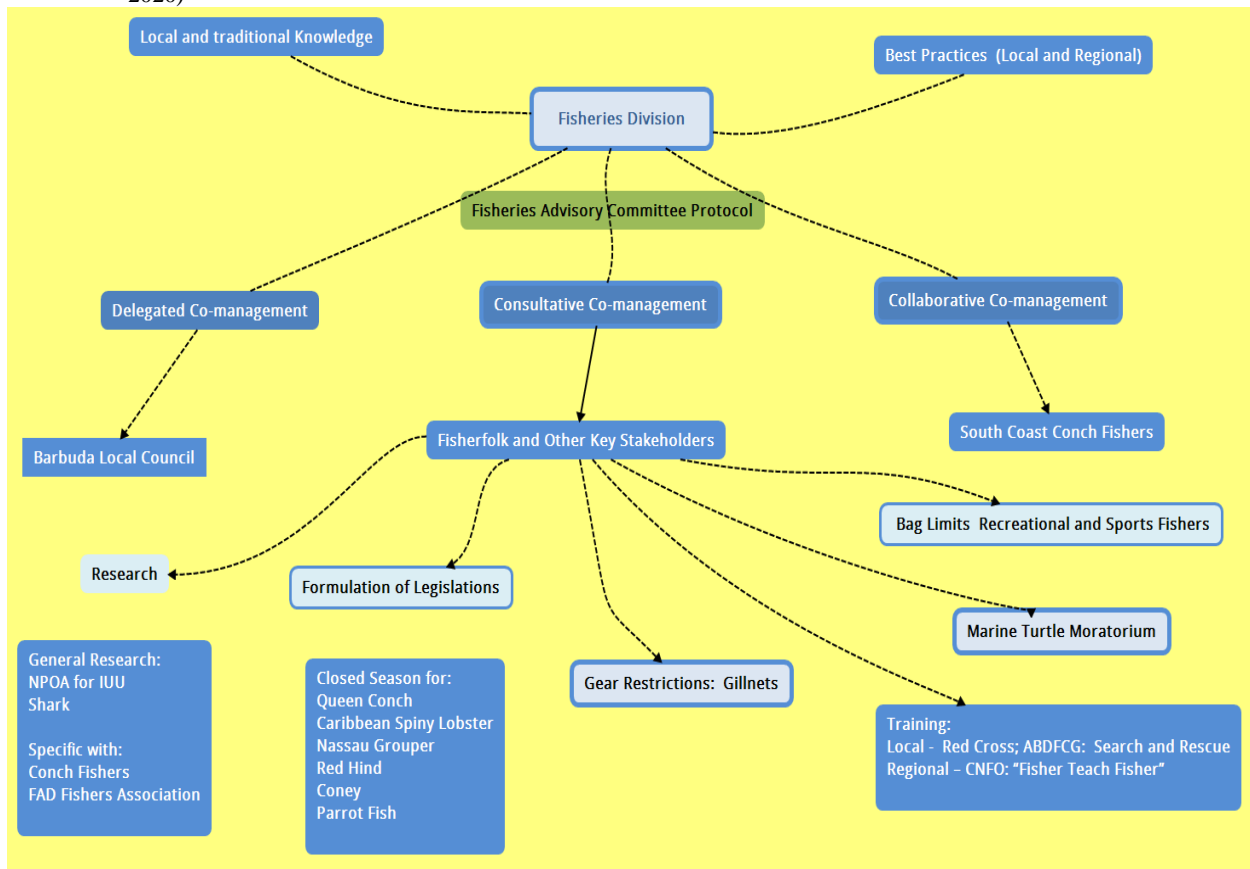 2020)
Local and traditional Knowledge
Best Practices  (Local and Regional)
Fisheries Division
Fisheries Advisory Committee Protocol
Delegated Co-management
Consultative Co-management
Collaborative Co-management
Barbuda Local Council
Fisherfolk and Other Key Stakeholders
South Coast Conch Fishers
Bag Limits  Recreational and Sports Fishers
Research
Formulation of Legislations
Marine Turtle Moratorium
Gear Restrictions:  Gillnets
General Research:
NPOA for IUU
Shark
Specific with:
Conch Fishers
FAD Fishers Association
Closed Season for:
Queen Conch
Caribbean Spiny Lobster
Nassau Grouper
Red Hind
Coney
Parrot Fish
Training:
Local -  Red Cross; ABDFCG:  Search and Rescue
Regional – CNFO: “Fisher Teach Fisher”